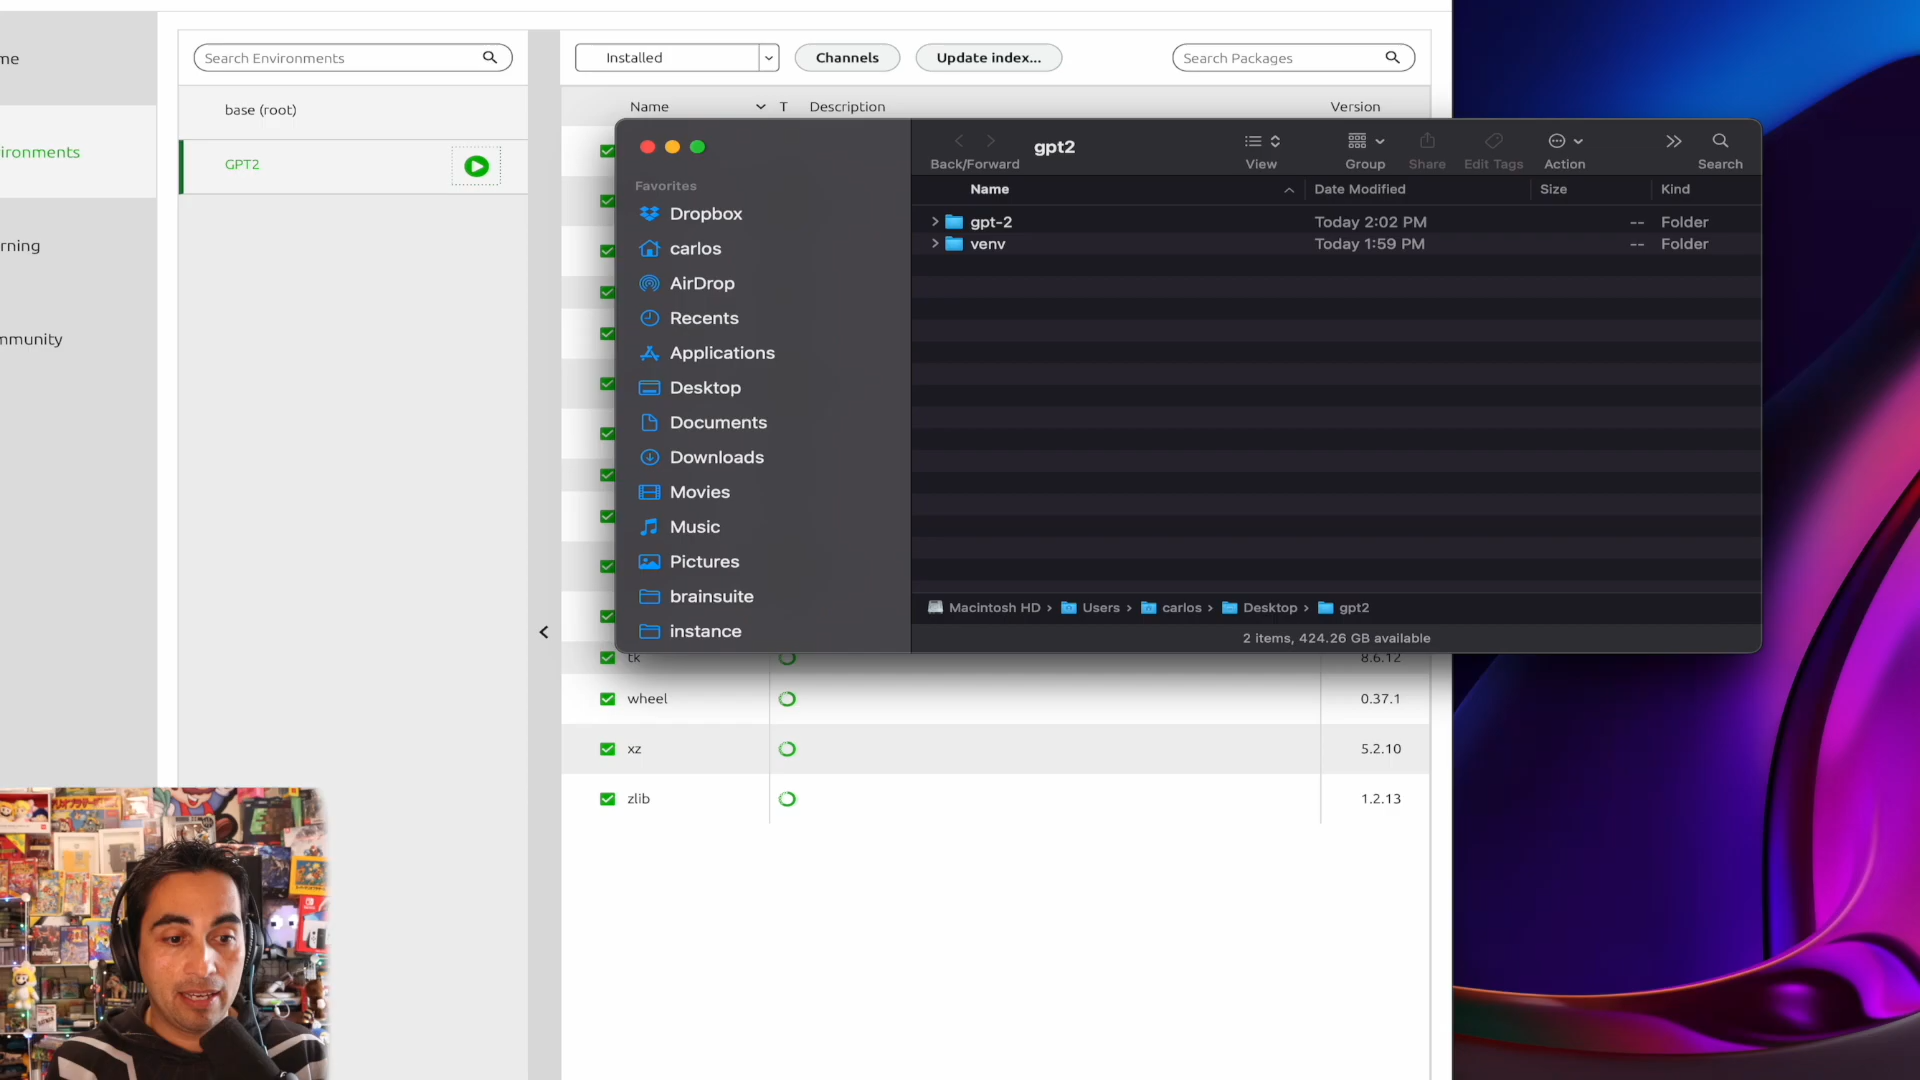 me
Search Environments
Installed
Channels
Update index...
Search Packages
base (root)
Name
T
Description
Version
ironments
GPT2
rning
mmunity
Back/Forward
gpt2
View
Group
Share
Edit Tags
Action
Search
Favorites
Dropbox
carlos
AirDrop
Recents
Applications
Desktop
Documents
Downloads
Movies
Music
Pictures
brainsuite
instance
Name
Date Modified
Size
Kind
gpt-2
Today 2:02 PM
--
Folder
venv
Today 1:59 PM
--
Folder
Macintosh HD › Users › carlos › Desktop › gpt2
2 items, 424.26 GB available
tk
8.6.12
wheel
0.37.1
xz
5.2.10
zlib
1.2.13